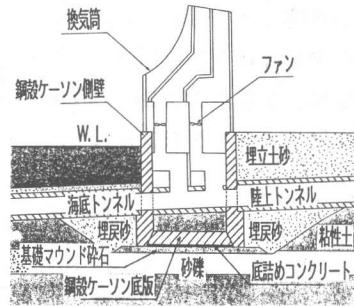 換気筒
ファン
鋼殻ケーソン側壁
W.L.
埋立土砂
海底トンネル
陸上トンネル
埋戻砂
埋戻砂
粘性土
基礎マウンド砕石
砂礫
底詰めコンクリート
鋼殻ケーソン底版